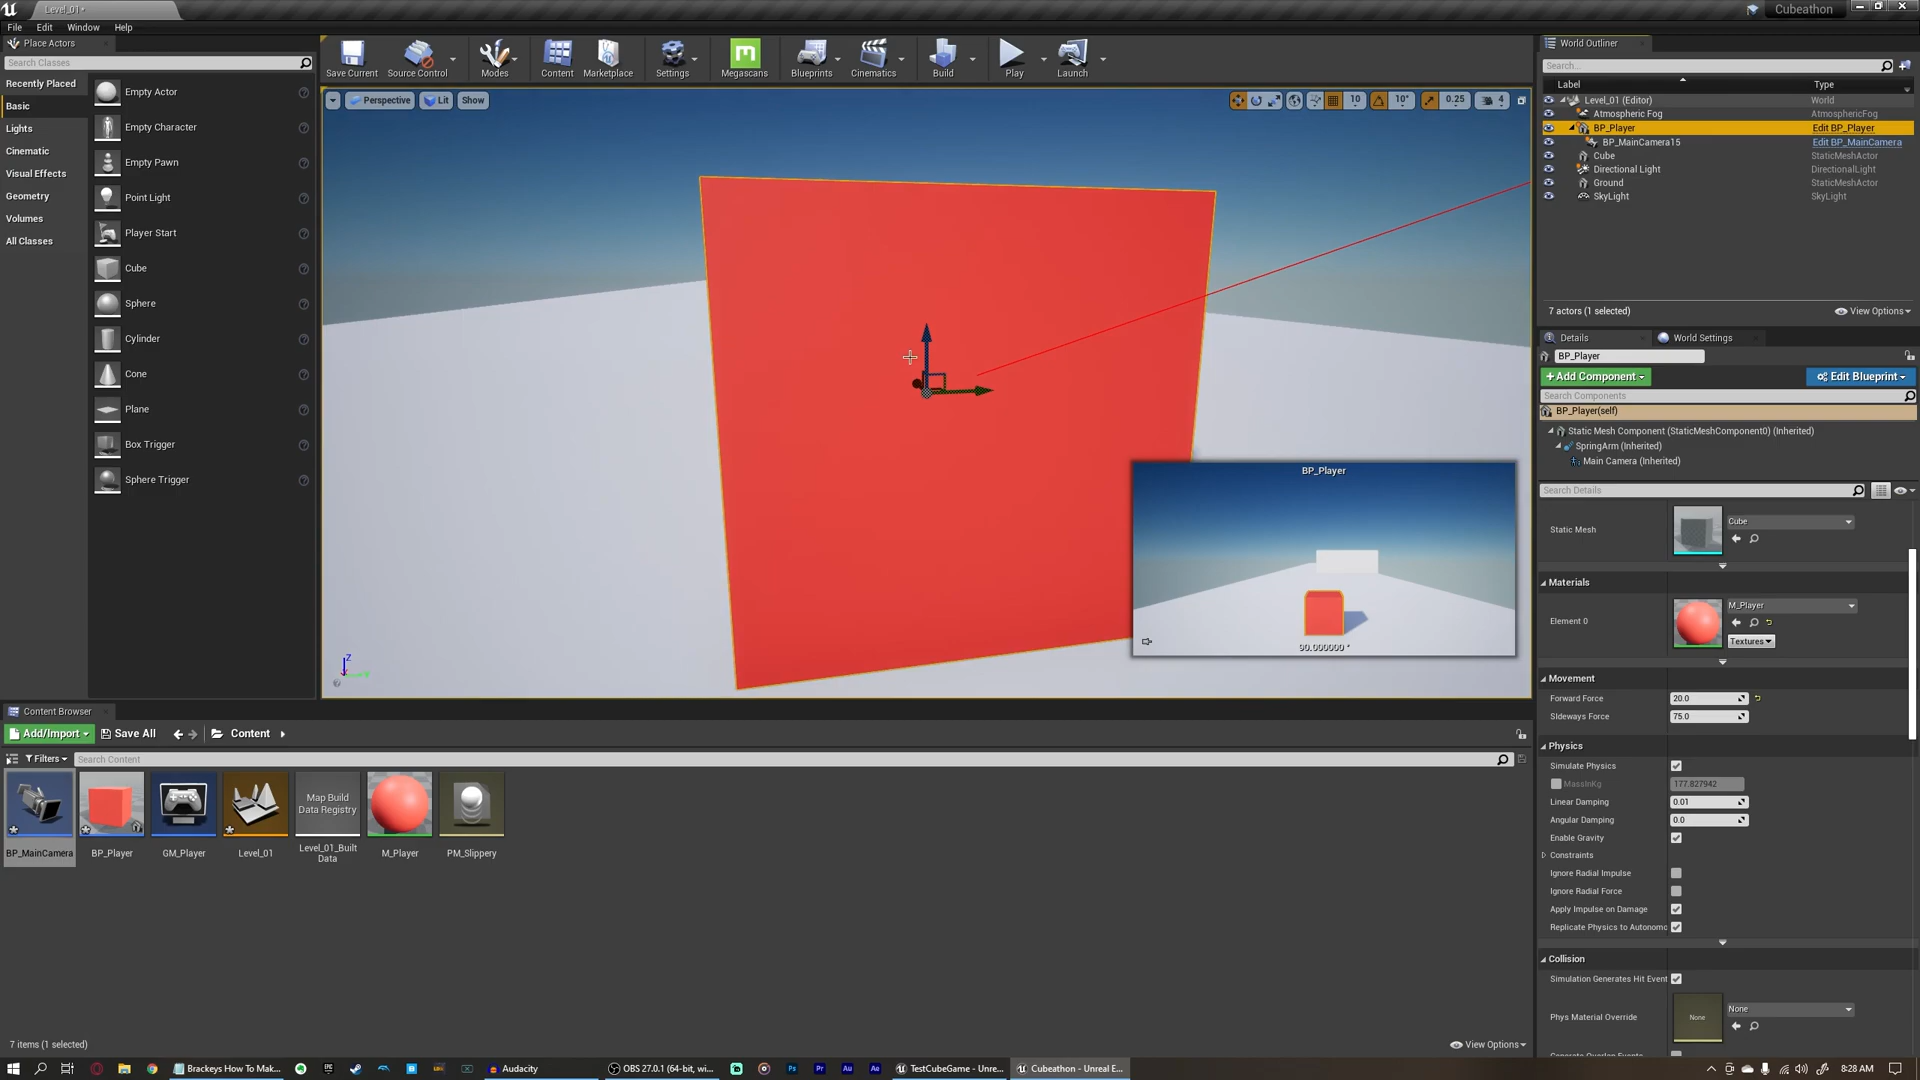 Level_01*
Cubeathon
File Edit Window Help
Place Actors
Search Classes
Recently Placed
Basic
Lights
Cinematic
Visual Effects
Geometry
Volumes
All Classes
Empty Actor
Empty Character
Empty Pawn
Point Light
Player Start
Cube
Sphere
Cylinder
Cone
Plane
Box Trigger
Sphere Trigger
Save Current
Source Control
Modes
Content
Marketplace
Settings
Megascans
Blueprints
Cinematics
Build
Play
Launch
Perspective
Lit
Show
10
10°
0.25
4
BP_Player
90.000000 °
World Outliner
Search...
Label Type
Level_01 (Editor) World
Atmospheric Fog AtmosphericFog
BP_Player Edit BP_Player
BP_MainCamera15 Edit BP_MainCamera
Cube StaticMeshActor
Directional Light DirectionalLight
Ground StaticMeshActor
SkyLight SkyLight
7 actors (1 selected)
View Options
Details
World Settings
BP_Player
+Add Component
Edit Blueprint
Search Components
BP_Player(self)
Static Mesh Component (StaticMeshComponent0) (Inherited)
SpringArm (Inherited)
Main Camera (Inherited)
Search Details
Static Mesh
Cube
Materials
Element 0
M_Player
Textures
Movement
Forward Force 20.0
Sideways Force 75.0
Physics
Simulate Physics
MassInKg 177.827942
Linear Damping 0.01
Angular Damping 0.0
Enable Gravity
Constraints
Ignore Radial Impulse
Ignore Radial Force
Apply Impulse on Damage
Replicate Physics to Autonomo
Collision
Simulation Generates Hit Event
Phys Material Override
None
None
Content Browser
Add/Import
Save All
Content
Filters
Search Content
BP_MainCamera
BP_Player
GM_Player
Level_01
Map Build
Data Registry
Level_01_Built
Data
M_Player
PM_Slippery
7 items (1 selected)
View Options
Brackeys How To Mak...
Audacity
OBS 27.0.1 (64-bit, wi...
TestCubeGame - Unre...
Cubeathon - Unreal E...
8:28 AM